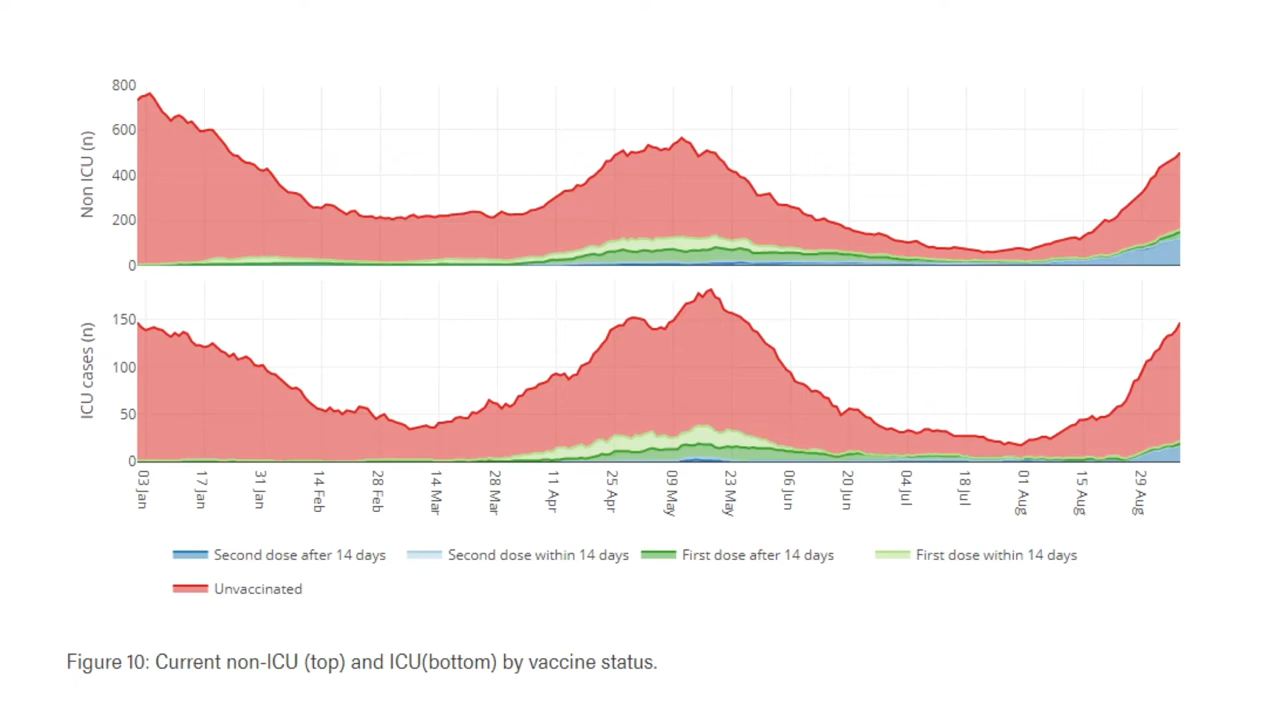 800
600
400
200
0
Non ICU (n)
150
100
50
0
ICU cases (n)
03 Jan
17 Jan
31 Jan
14 Feb
28 Feb
14 Mar
28 Mar
11 Apr
25 Apr
09 May
23 May
06 Jun
20 Jun
04 Jul
18 Jul
01 Aug
15 Aug
29 Aug
Second dose after 14 days Second dose within 14 days First dose after 14 days First dose within 14 days
Unvaccinated
Figure 10: Current non-ICU (top) and ICU(bottom) by vaccine status.